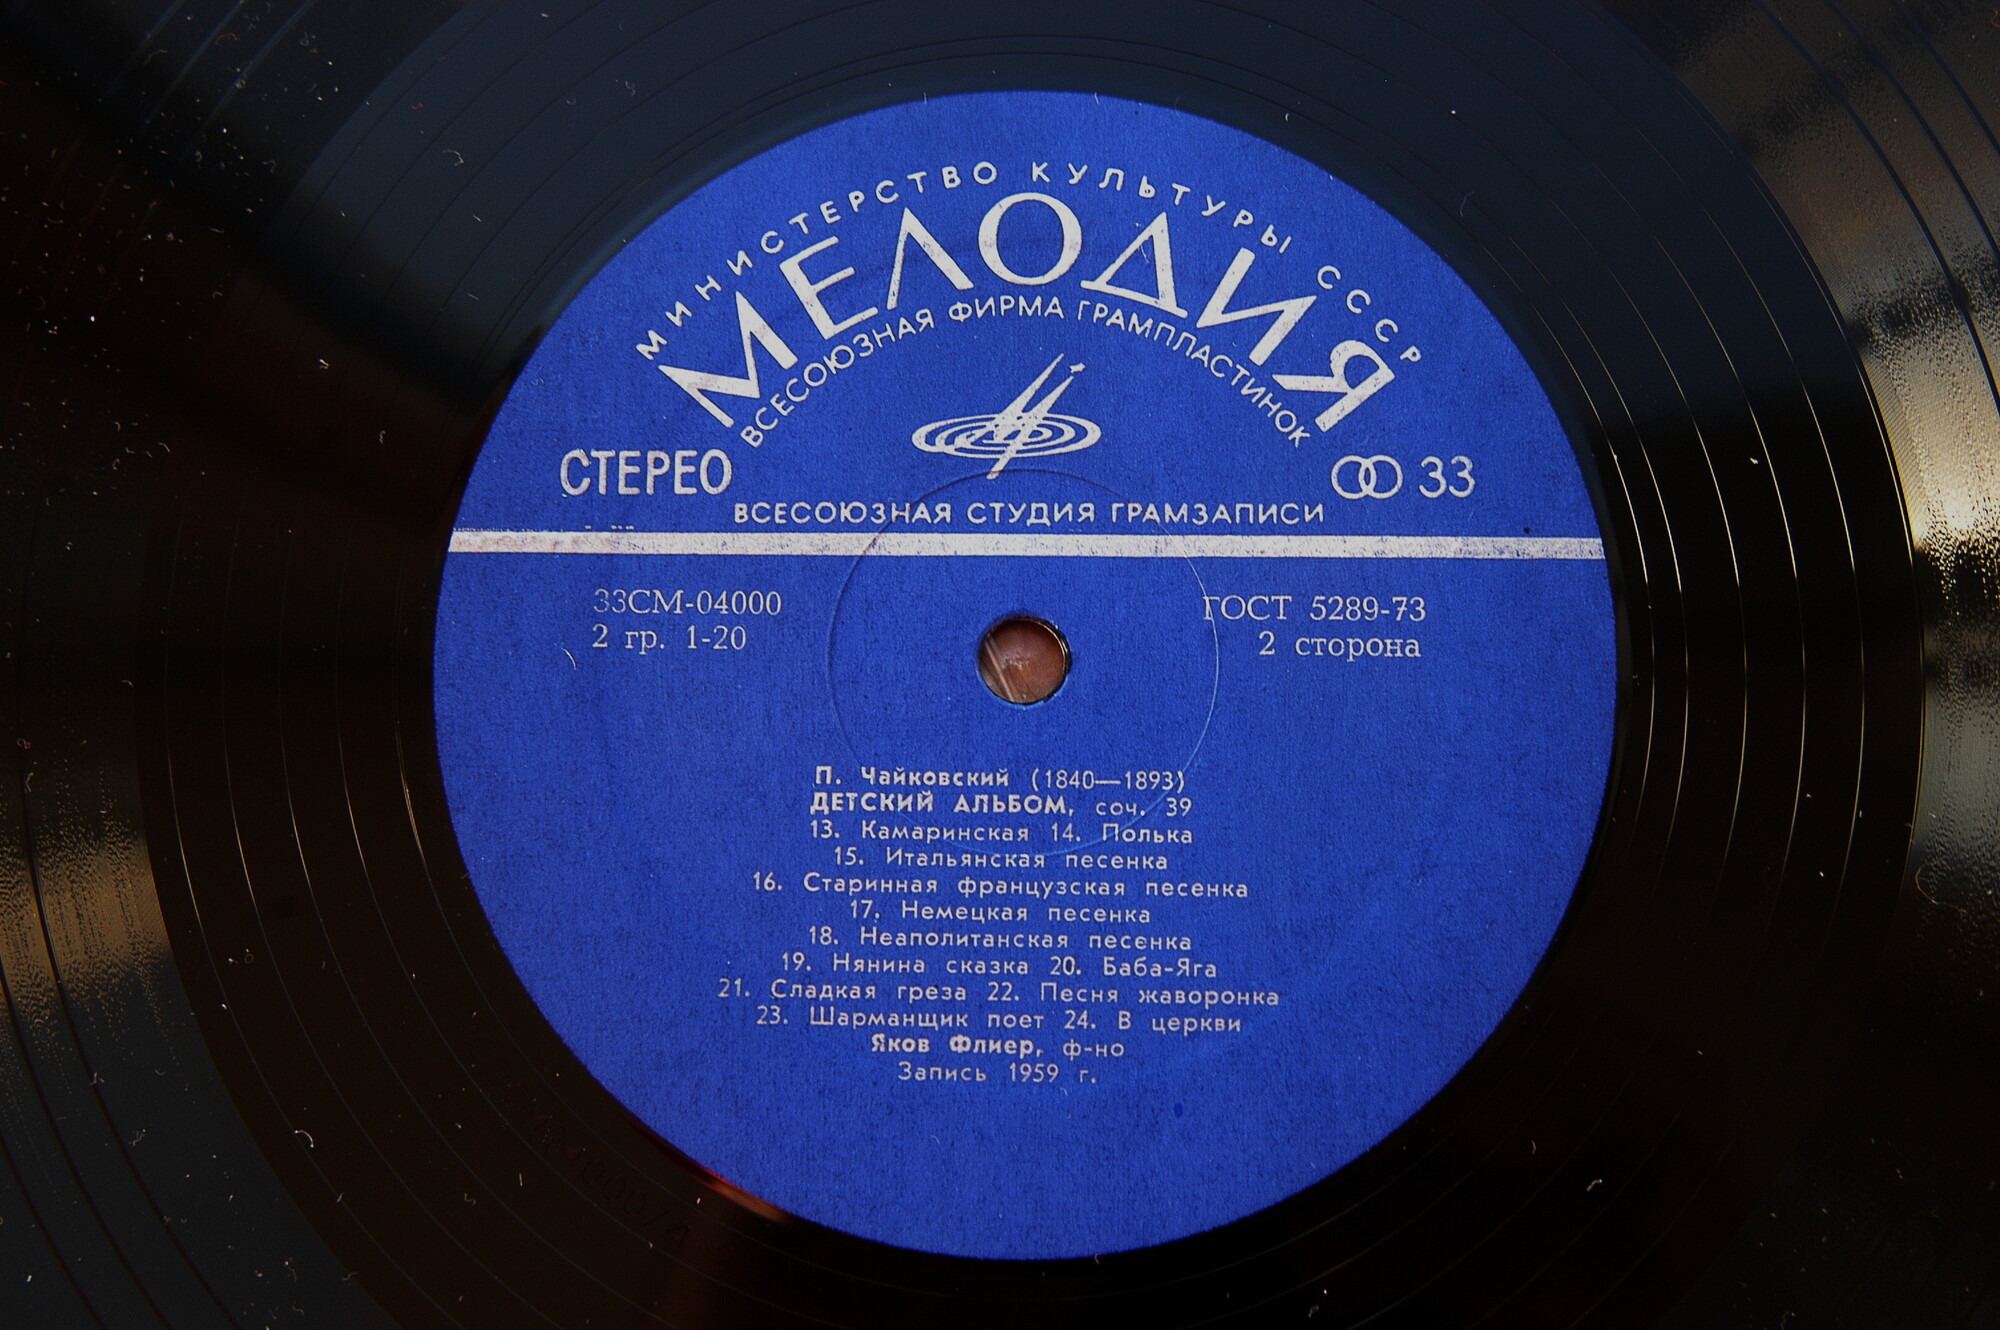 МИНИСТЕРСТВО КУЛЬТУРЫ СССР
МЕЛОДИЯ
ВСЕСОЮЗНАЯ ФИРМА ГРАМПЛАСТИНОК
СТЕРЕО
33
ВСЕСОЮЗНАЯ СТУДИЯ ГРАМЗАПИСИ
33СМ-04000
ГОСТ 5289-73
2 гр. 1-20
2 сторона
П. Чайковский (1840—1893)
ДЕТСКИЙ АЛЬБОМ, соч. 39
13. Камаринская 14. Полька
15. Итальянская песенка
16. Старинная французская песенка
17. Немецкая песенка
18. Неаполитанская песенка
19. Нянина сказка 20. Баба-Яга
21. Сладкая греза 22. Песня жаворонка
23. Шарманщик поет 24. В церкви
Яков Флиер, ф-но
Запись 1959 г.